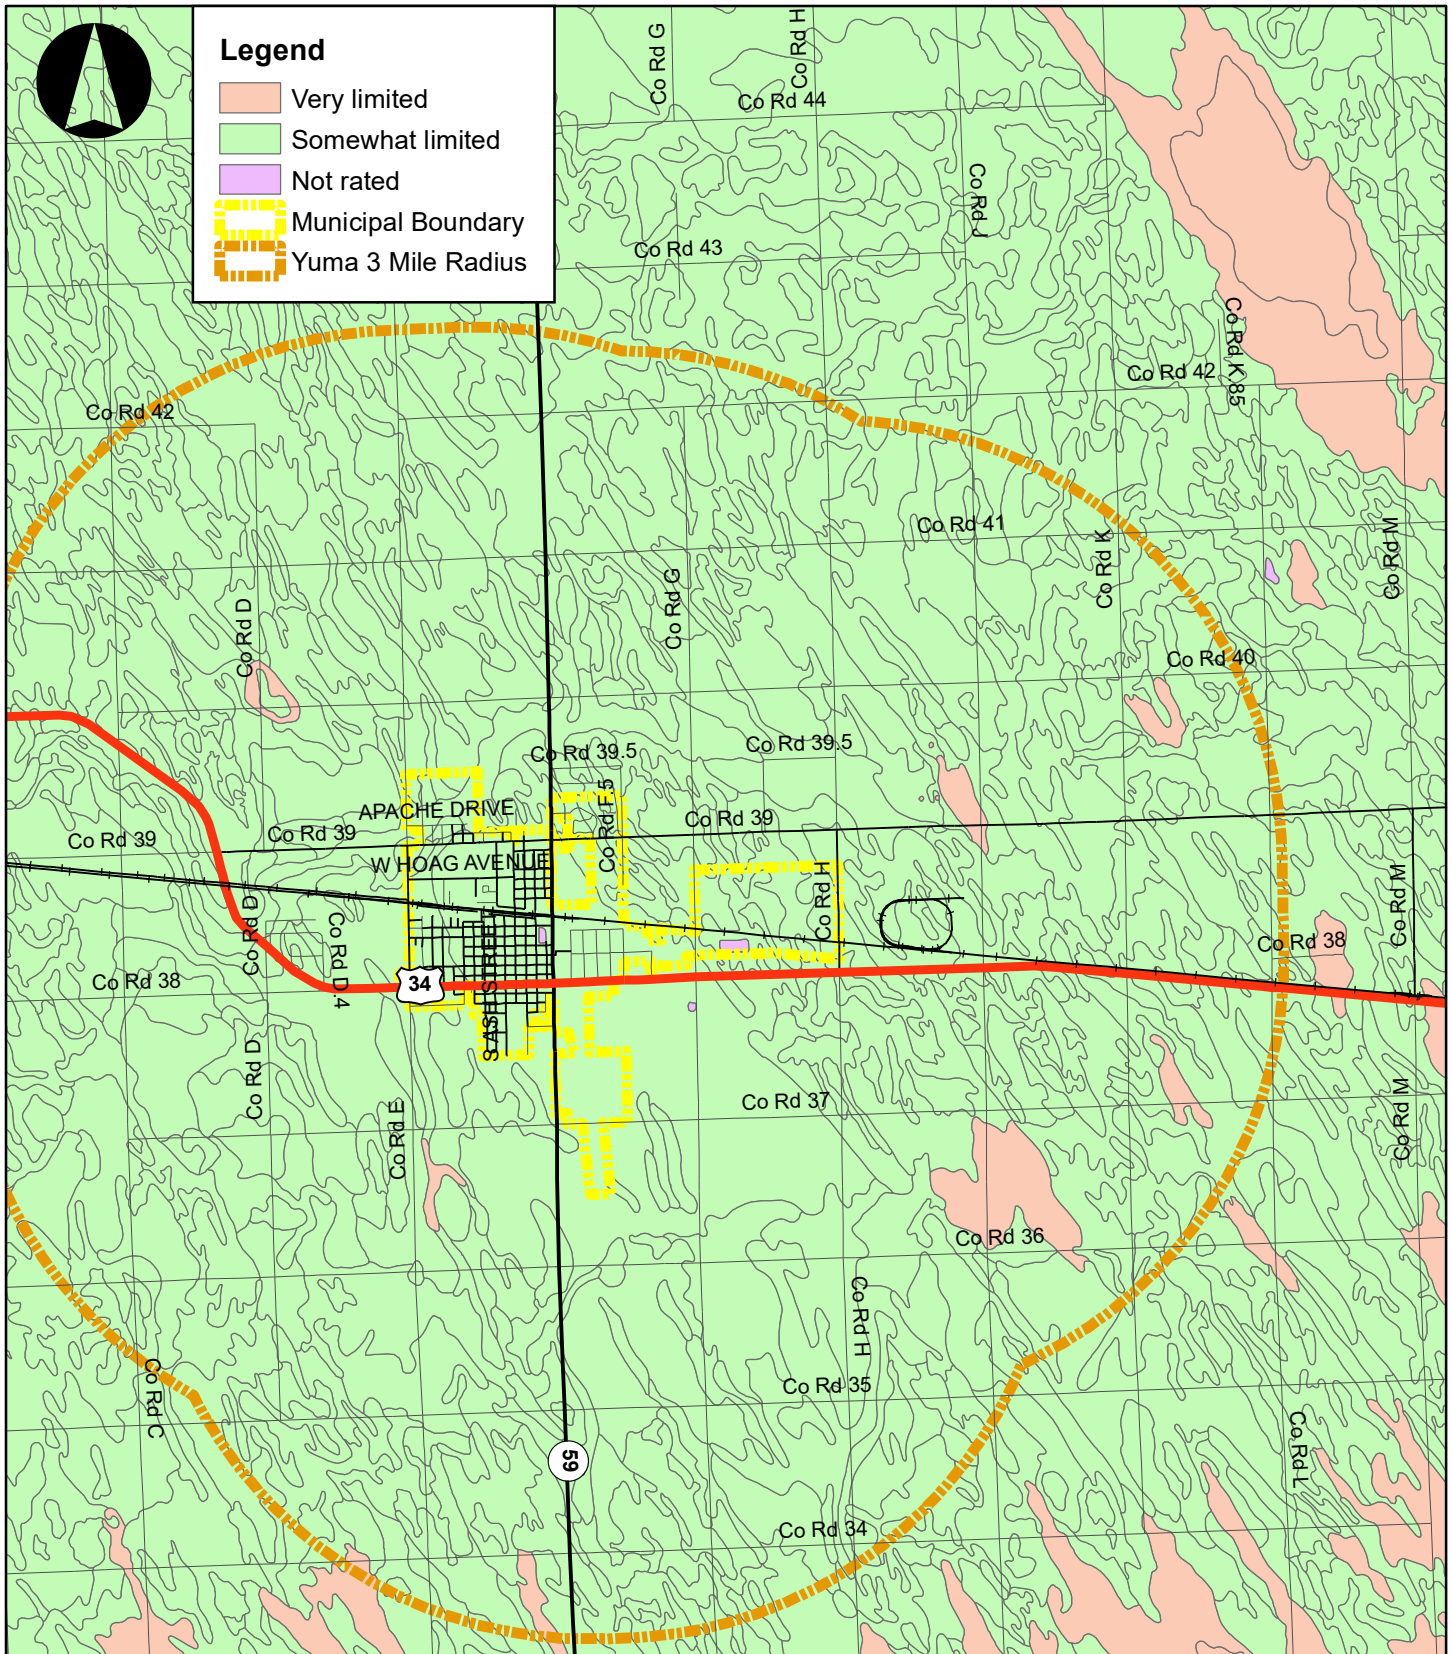 Legend
Very limited
Somewhat limited
Not rated
Municipal Boundary
Yuma 3 Mile Radius
Co Rd G
Co Rd H
Co Rd 44
Co Rd J
Co Rd 43
Co Rd K.85
Co Rd 42
Co Rd 42
Co Rd 41
Co Rd K
Co Rd M
Co Rd D
Co Rd G
Co Rd 40
Co Rd 39.5
Co Rd 39.5
Co Rd F.5
APACHE DRIVE
Co Rd 39
Co Rd 39
Co Rd 39
W HOAG AVENUE
Co Rd H
Co Rd M
Co Rd D
Co Rd D.4
Co Rd 38
Co Rd 38
34
S ASH STREET
Co Rd D
Co Rd E
Co Rd 37
Co Rd M
Co Rd 36
Co Rd H
Co Rd C
Co Rd 35
Co Rd L
59
Co Rd 34